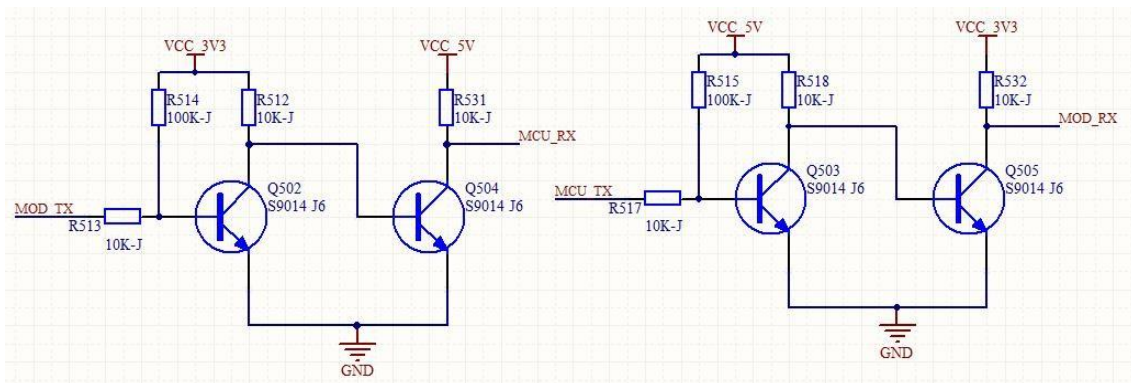 VCC_3V3
R514
100K-J
R512
10K-J
VCC_5V
R531
10K-J
MCU_RX
Q502
S9014 J6
Q504
S9014 J6
MOD_TX
R513
10K-J
GND
VCC_5V
R515
100K-J
R518
10K-J
VCC_3V3
R532
10K-J
MOD_RX
Q503
S9014 J6
Q505
S9014 J6
MCU_TX
R517
10K-J
GND